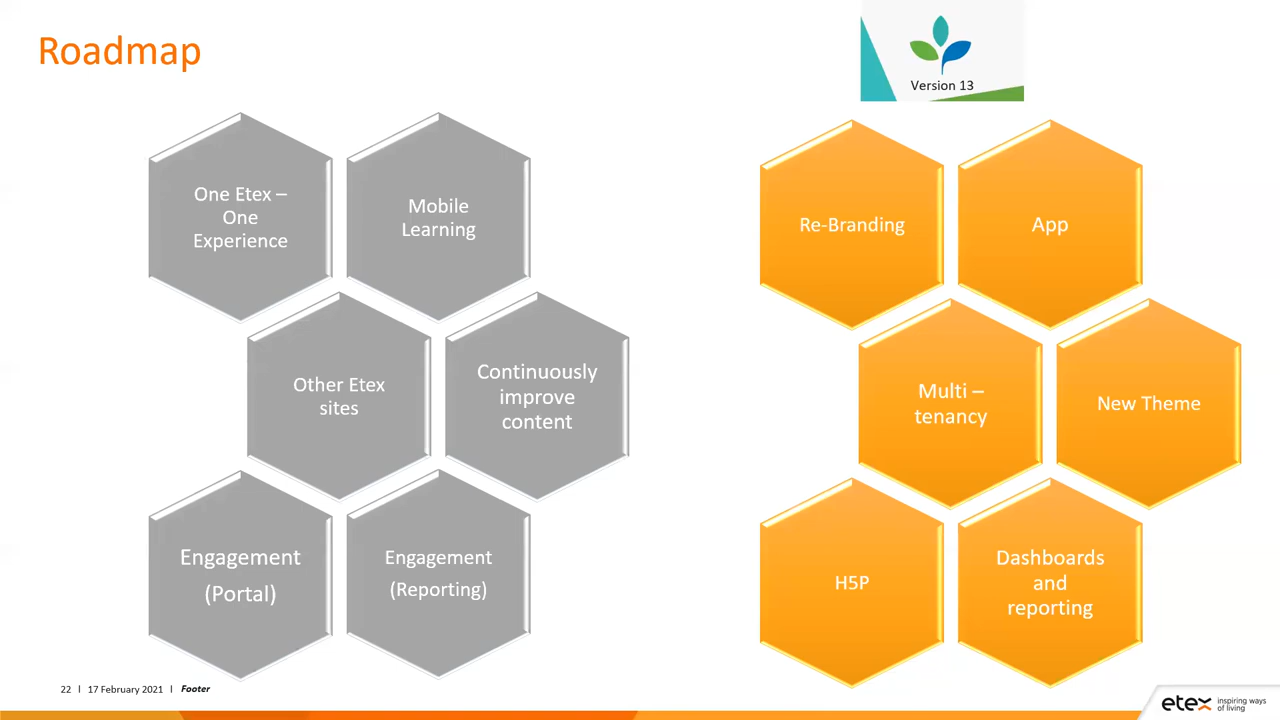 Roadmap
Version 13
One Etex –
One
Experience
Mobile
Learning
Other Etex
sites
Continuously
improve
content
Engagement
(Portal)
Engagement
(Reporting)
Re-Branding
App
Multi –
tenancy
New Theme
H5P
Dashboards
and
reporting
22 | 17 February 2021 | Footer
etex inspiring ways
of living